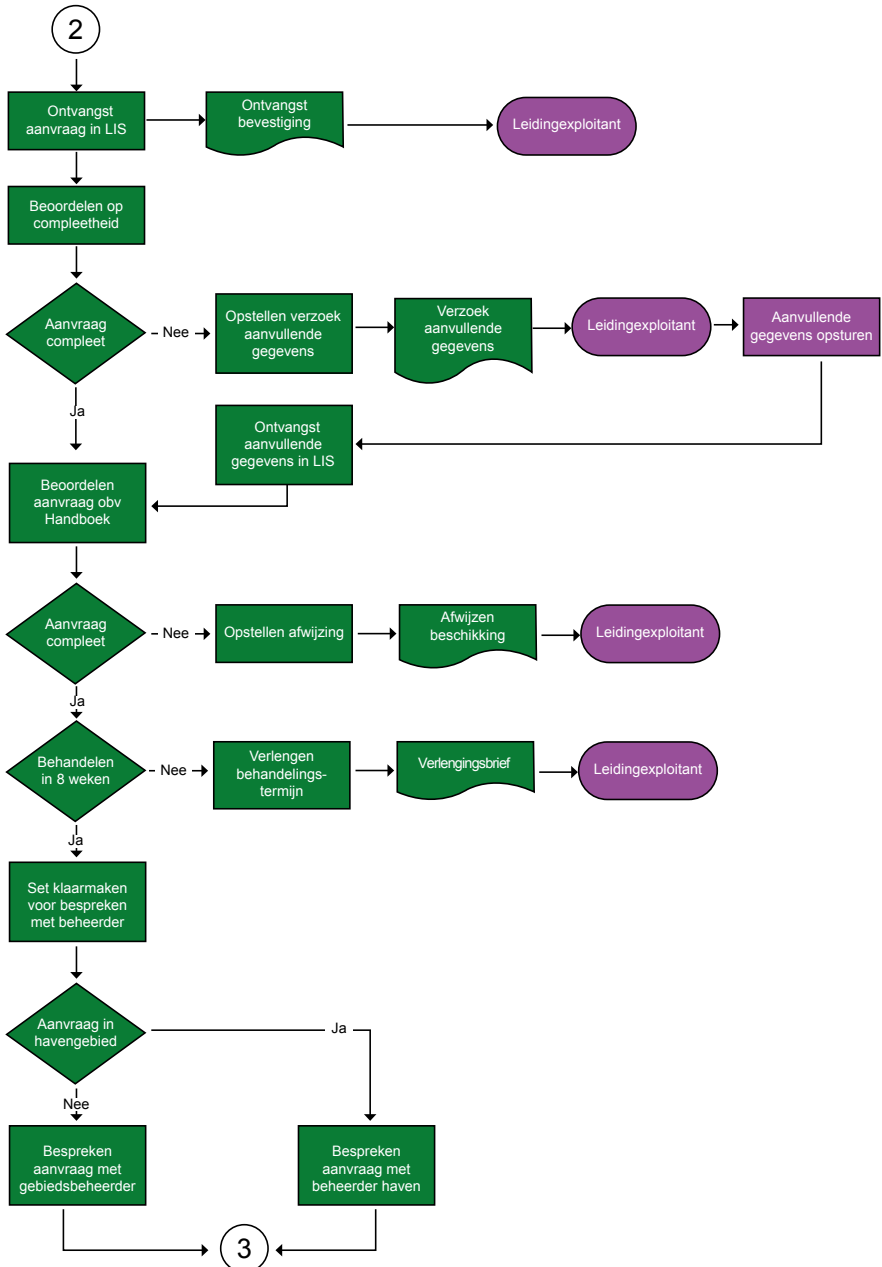 2
Ontvangst
aanvraag in LIS
Ontvangst
bevestiging
Leidingexploitant
Beoordelen op
compleetheid
Aanvraag
compleet
Nee
Opstellen verzoek
aanvullende
gegevens
Verzoek
aanvullende
gegevens
Leidingexploitant
Aanvullende
gegevens opsturen
Ja
Ontvangst
aanvullende
gegevens in LIS
Beoordelen
aanvraag obv
Handboek
Aanvraag
compleet
Nee
Opstellen afwijzing
Afwijzen
beschikking
Leidingexploitant
Ja
Behandelen
in 8 weken
Nee
Verlengen
behandelings-
termijn
Verlengingsbrief
Leidingexploitant
Ja
Set klaarmaken
voor bespreken
met beheerder
Aanvraag in
havengebied
Ja
Nee
Bespreken
aanvraag met
gebiedsbeheerder
Bespreken
aanvraag met
beheerder haven
3